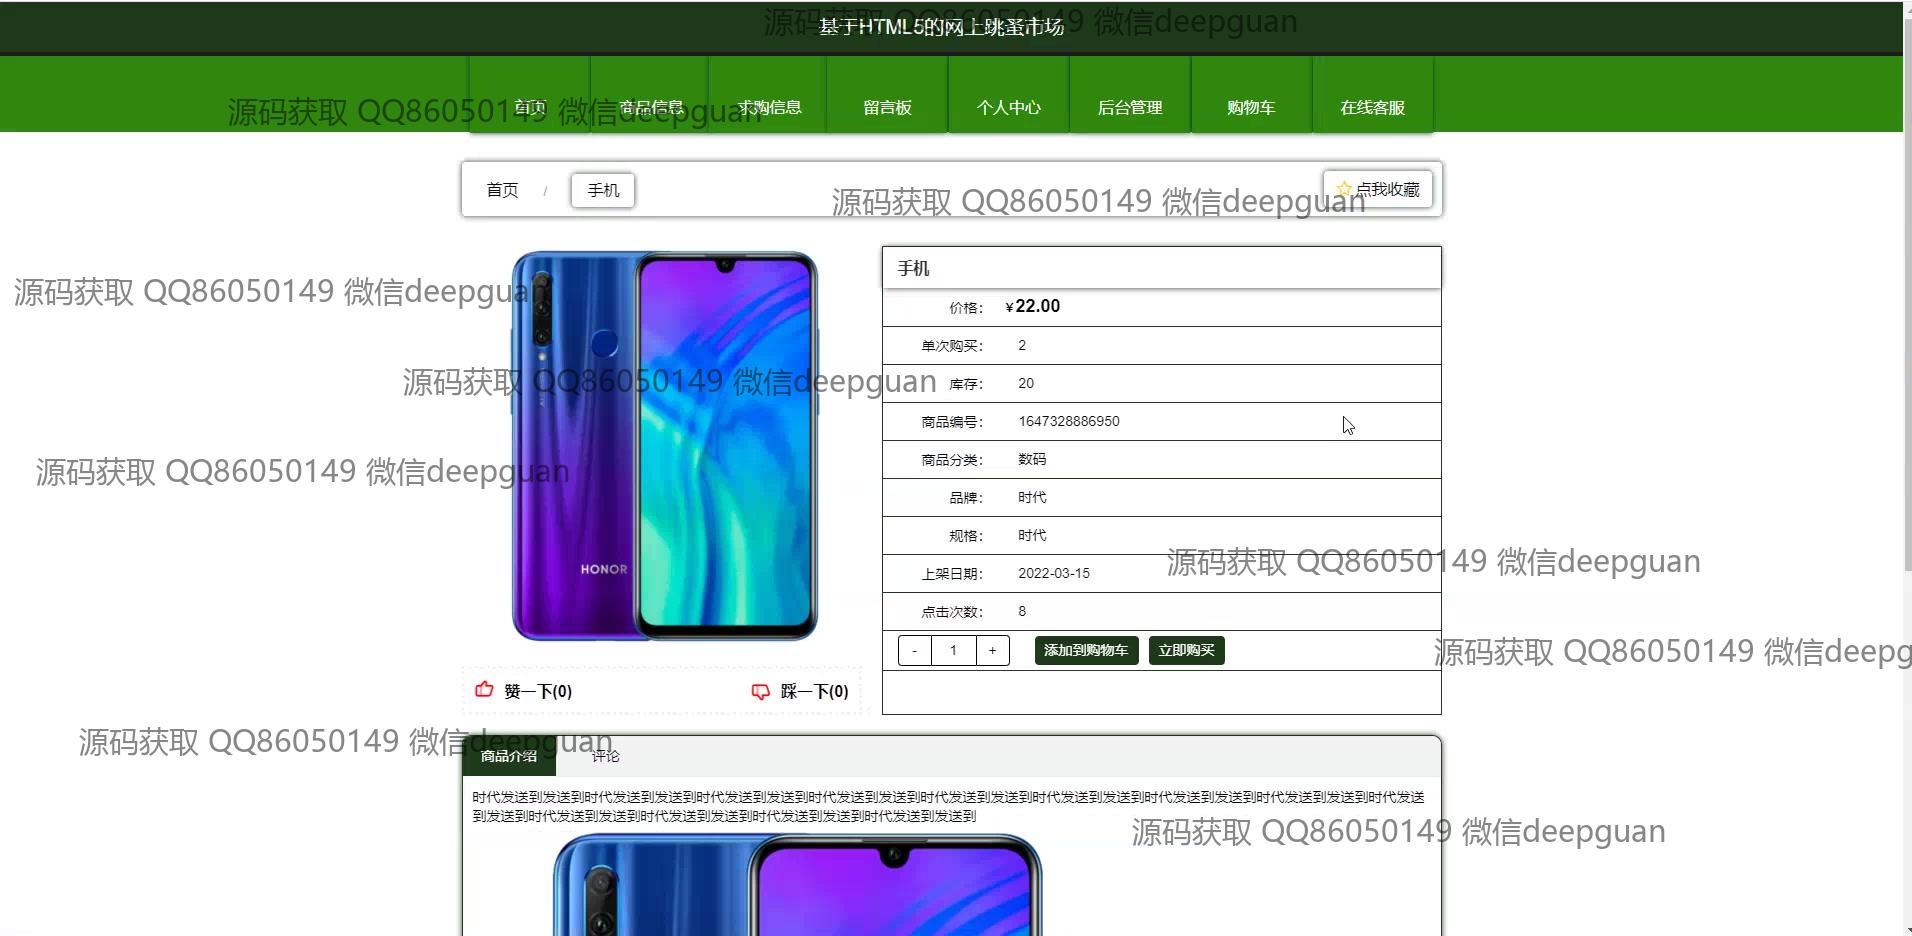 基于HTML5的网上跳蚤市场
源码获取 QQ86050149 微信deepguan
首页 商品信息 求购信息 留言板 个人中心 后台管理 购物车 在线客服
源码获取 QQ86050149 微信deepguan
首页 / 手机 点我收藏
源码获取 QQ86050149 微信deepguan
手机
源码获取 QQ86050149 微信deepguan
价格： ¥22.00
单次购买： 2
源码获取 QQ86050149 微信deepguan
库存： 20
商品编号： 1647328886950
商品分类： 数码
源码获取 QQ86050149 微信deepguan
品牌： 时代
规格： 时代
源码获取 QQ86050149 微信deepguan
HONOR
上架日期： 2022-03-15
点击次数： 8
- 1 + 添加到购物车 立即购买
源码获取 QQ86050149 微信deepg
赞一下(0) 踩一下(0)
源码获取 QQ86050149 微信deepguan
商品介绍 评论
时代发送到发送到时代发送到发送到时代发送到发送到时代发送到发送到时代发送到发送到时代发送到发送到时代发送到发送到时代发送到发送到时代发送
到发送到时代发送到发送到时代发送到发送到时代发送到发送到时代发送到发送到
源码获取 QQ86050149 微信deepguan